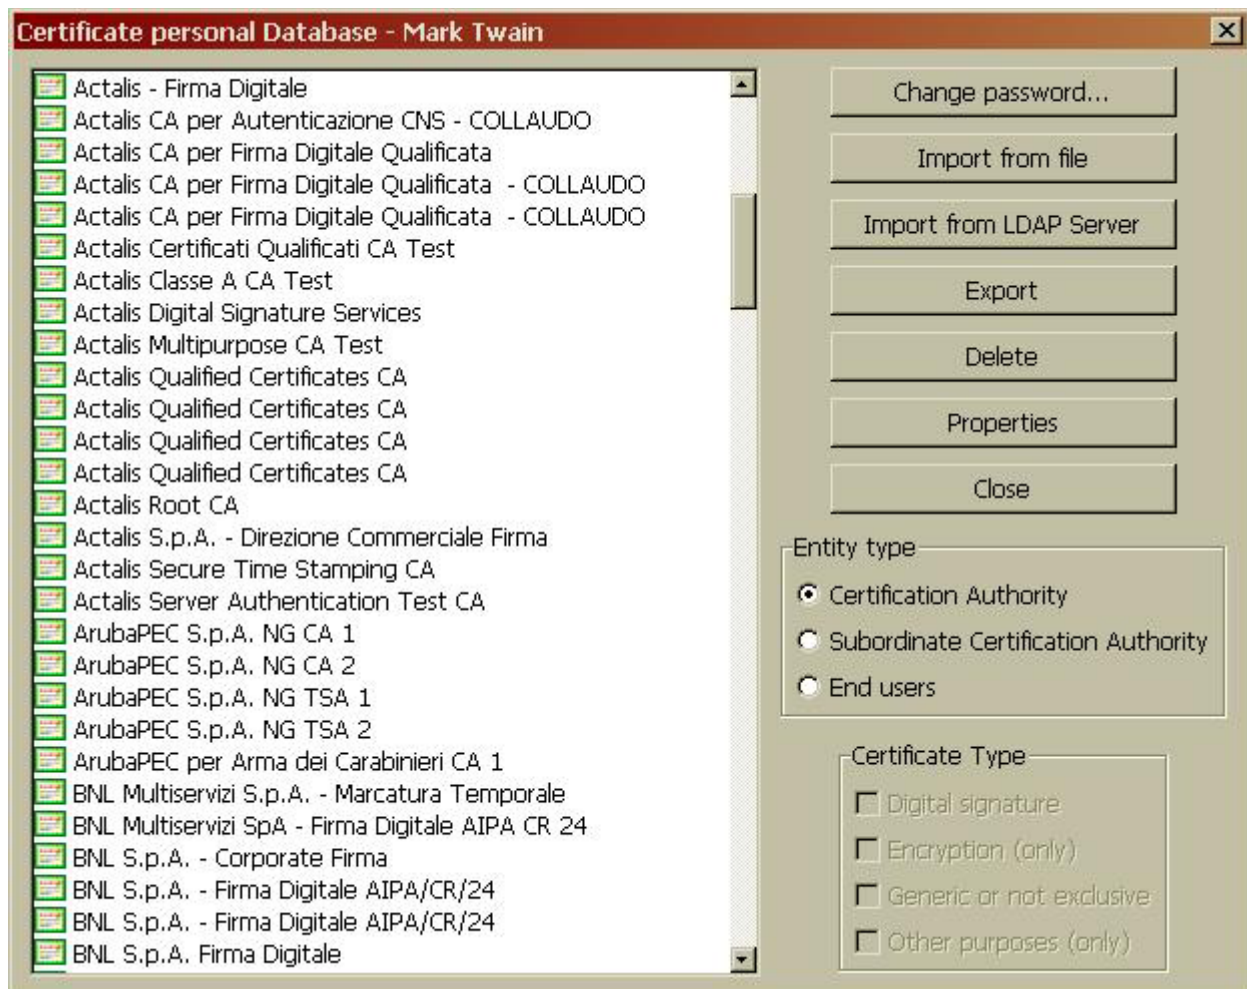 Certificate personal Database - Mark Twain
Actalis - Firma Digitale
Actalis CA per Autenticazione CNS - COLLAUDO
Actalis CA per Firma Digitale Qualificata
Actalis CA per Firma Digitale Qualificata  - COLLAUDO
Actalis CA per Firma Digitale Qualificata  - COLLAUDO
Actalis Certificati Qualificati CA Test
Actalis Classe A CA Test
Actalis Digital Signature Services
Actalis Multipurpose CA Test
Actalis Qualified Certificates CA
Actalis Qualified Certificates CA
Actalis Qualified Certificates CA
Actalis Qualified Certificates CA
Actalis Root CA
Actalis S.p.A. - Direzione Commerciale Firma
Actalis Secure Time Stamping CA
Actalis Server Authentication Test CA
ArubaPEC S.p.A. NG CA 1
ArubaPEC S.p.A. NG CA 2
ArubaPEC S.p.A. NG TSA 1
ArubaPEC S.p.A. NG TSA 2
ArubaPEC per Arma dei Carabinieri CA 1
BNL Multiservizi S.p.A. - Marcatura Temporale
BNL Multiservizi SpA - Firma Digitale AIPA CR 24
BNL S.p.A. - Corporate Firma
BNL S.p.A. - Firma Digitale AIPA/CR/24
BNL S.p.A. - Firma Digitale AIPA/CR/24
BNL S.p.A. Firma Digitale
Change password...
Import from file
Import from LDAP Server
Export
Delete
Properties
Close
Entity type
Certification Authority
Subordinate Certification Authority
End users
Certificate Type
Digital signature
Encryption (only)
Generic or not exclusive
Other purposes (only)